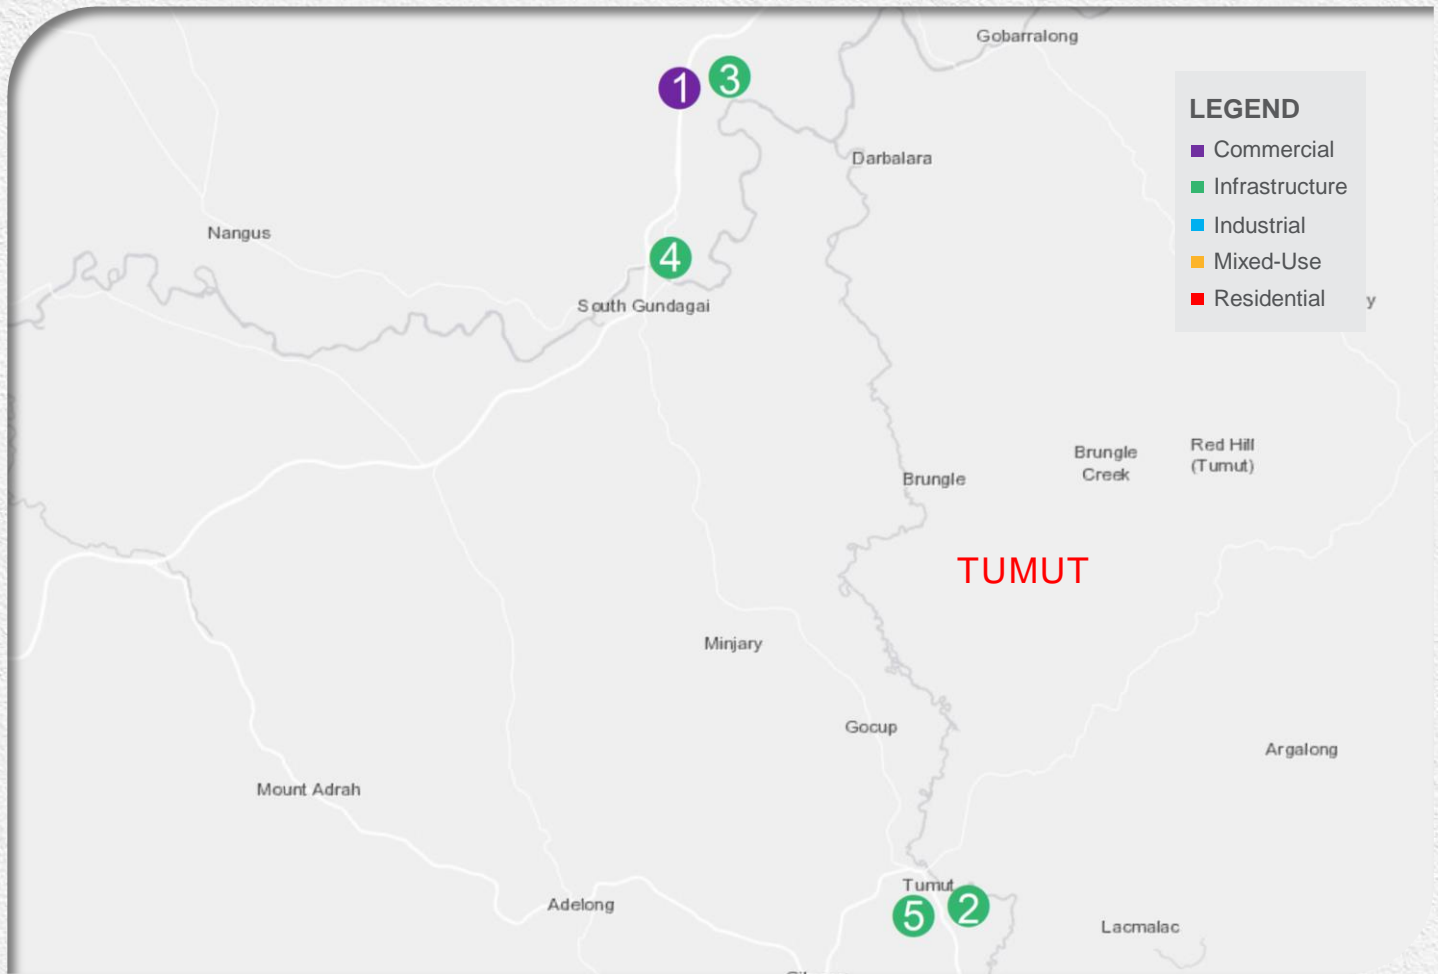 Gobarralong
1
3
LEGEND
Commercial
Infrastructure
Industrial
Mixed-Use
Residential
y
Darbalara
Nangus
4
South Gundagai
Brungle
Creek
Red Hill
(Tumut)
Brungle
TUMUT
Minjary
Gocup
Argalong
Mount Adrah
Tumut
Adelong
5
2
Lacmalac